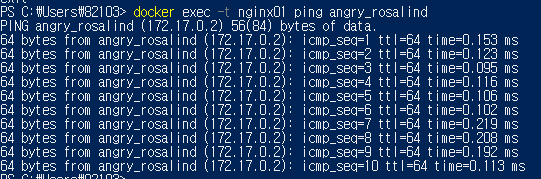 PS C:₩Users₩82103> docker exec -t nginx01 ping angry_rosalind
PING angry_rosalind (172.17.0.2) 56(84) bytes of data.
64 bytes from angry_rosalind (172.17.0.2): icmp_seq=1 ttl=64 time=0.153 ms
64 bytes from angry_rosalind (172.17.0.2): icmp_seq=2 ttl=64 time=0.123 ms
64 bytes from angry_rosalind (172.17.0.2): icmp_seq=3 ttl=64 time=0.095 ms
64 bytes from angry_rosalind (172.17.0.2): icmp_seq=4 ttl=64 time=0.116 ms
64 bytes from angry_rosalind (172.17.0.2): icmp_seq=5 ttl=64 time=0.106 ms
64 bytes from angry_rosalind (172.17.0.2): icmp_seq=6 ttl=64 time=0.102 ms
64 bytes from angry_rosalind (172.17.0.2): icmp_seq=7 ttl=64 time=0.219 ms
64 bytes from angry_rosalind (172.17.0.2): icmp_seq=8 ttl=64 time=0.208 ms
64 bytes from angry_rosalind (172.17.0.2): icmp_seq=9 ttl=64 time=0.192 ms
64 bytes from angry_rosalind (172.17.0.2): icmp_seq=10 ttl=64 time=0.113 ms
PS C:₩Users₩82103>